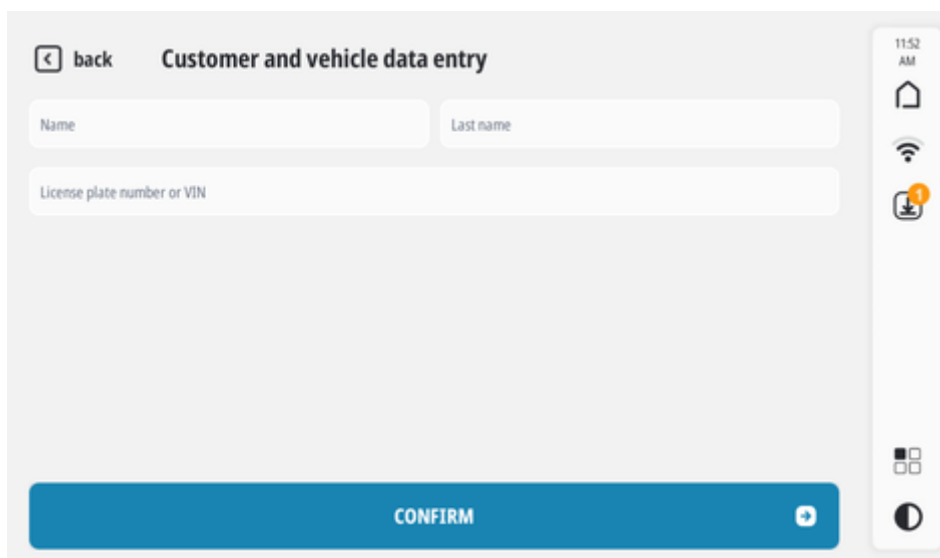 back
Customer and vehicle data entry
Name
Last name
License plate number or VIN
CONFIRM
11:52
AM
1